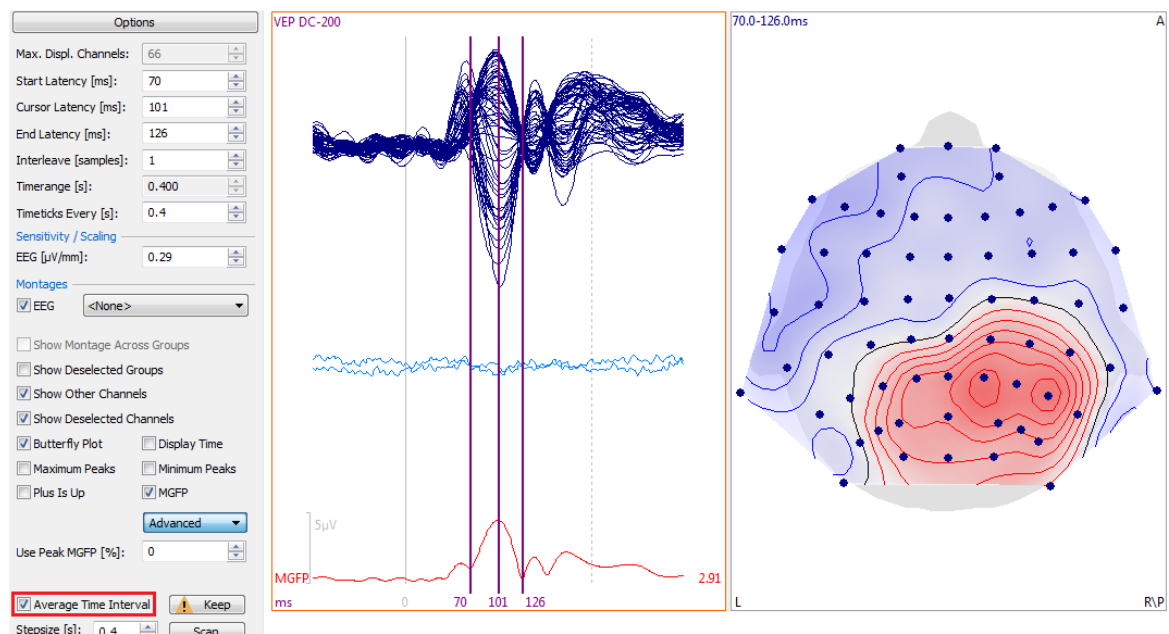 Options
Max. Displ. Channels: 66
Start Latency [ms]: 70
Cursor Latency [ms]: 101
End Latency [ms]: 126
Interleave [samples]: 1
Timerange [s]: 0.400
Timeticks Every [s]: 0.4
Sensitivity / Scaling
EEG [µV/mm]: 0.29
Montages
EEG <None>
Show Montage Across Groups
Show Deselected Groups
Show Other Channels
Show Deselected Channels
Butterfly Plot Display Time
Maximum Peaks Minimum Peaks
Plus Is Up MGFP
Advanced
Use Peak MGFP [%]: 0
Average Time Interval Keep
Stepsize [s]: 0.4 Scan
VEP DC-200
5µV
MGFP 2.91
ms 0 70 101 126
70.0-126.0ms A
L R\P